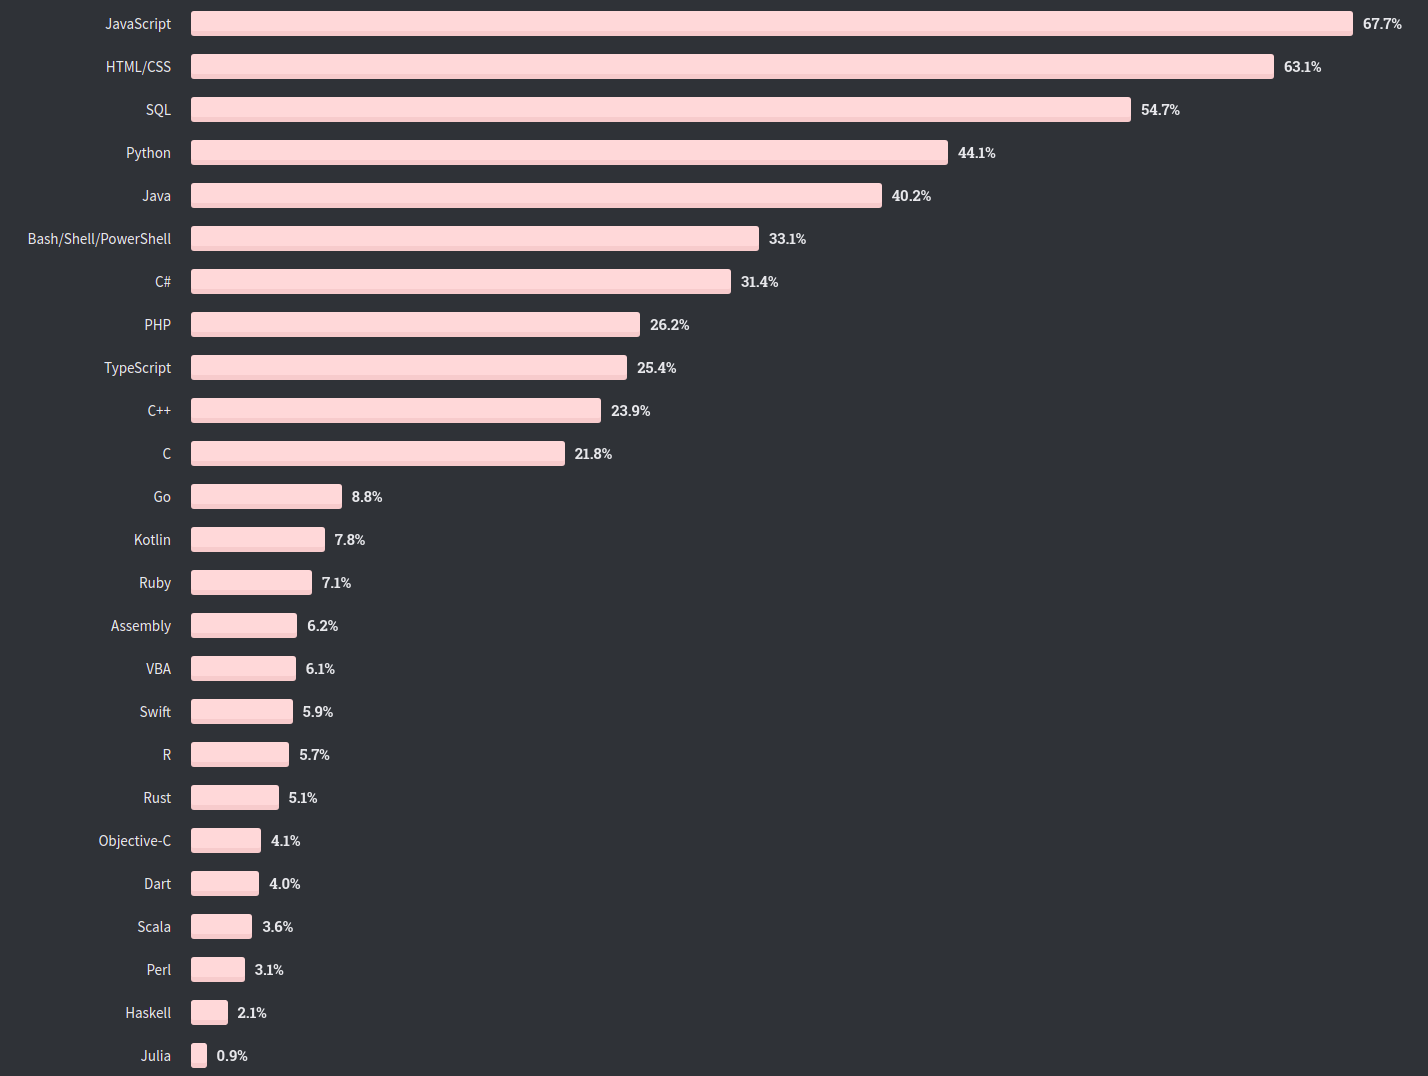 JavaScript 67.7%
HTML/CSS 63.1%
SQL 54.7%
Python 44.1%
Java 40.2%
Bash/Shell/PowerShell 33.1%
C# 31.4%
PHP 26.2%
TypeScript 25.4%
C++ 23.9%
C 21.8%
Go 8.8%
Kotlin 7.8%
Ruby 7.1%
Assembly 6.2%
VBA 6.1%
Swift 5.9%
R 5.7%
Rust 5.1%
Objective-C 4.1%
Dart 4.0%
Scala 3.6%
Perl 3.1%
Haskell 2.1%
Julia 0.9%